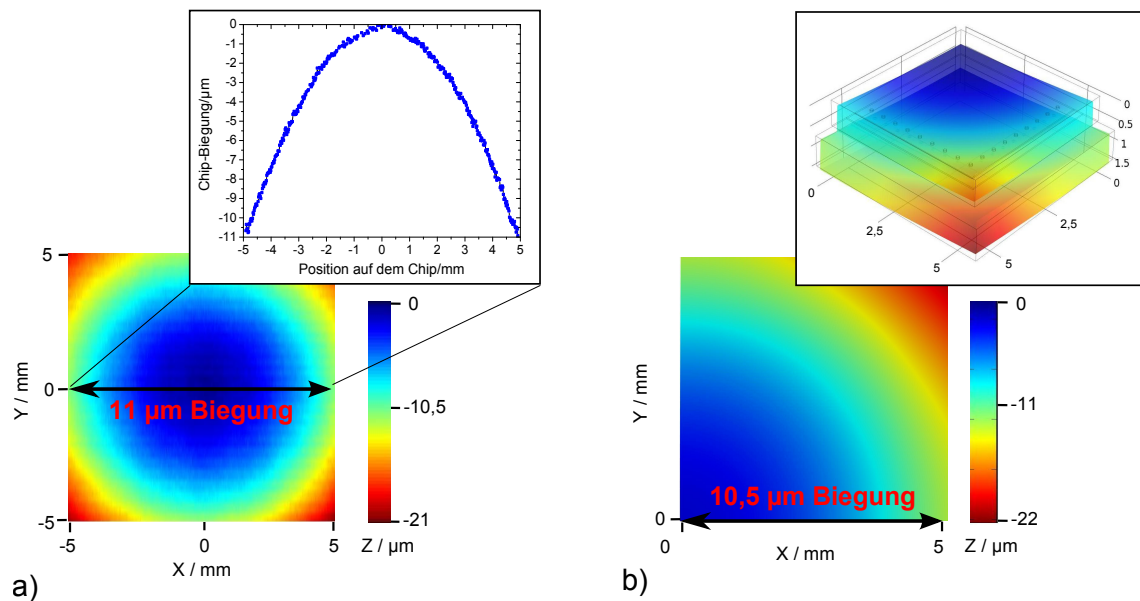 0
-1
-2
-3
-4
-5
-6
-7
-8
-9
-10
-11
Chip-Biegung/µm
-5 -4 -3 -2 -1 0 1 2 3 4 5
Position auf dem Chip/mm
5
0
-5
Y / mm
11 µm Biegung
-5 0 5
X / mm
0
-10,5
-21
Z / µm
a)
0
0.5
1
1.5
0
0
2,5
2,5
5
5
0
Y / mm
10,5 µm Biegung
0 5
X / mm
0
-11
-22
Z / µm
b)